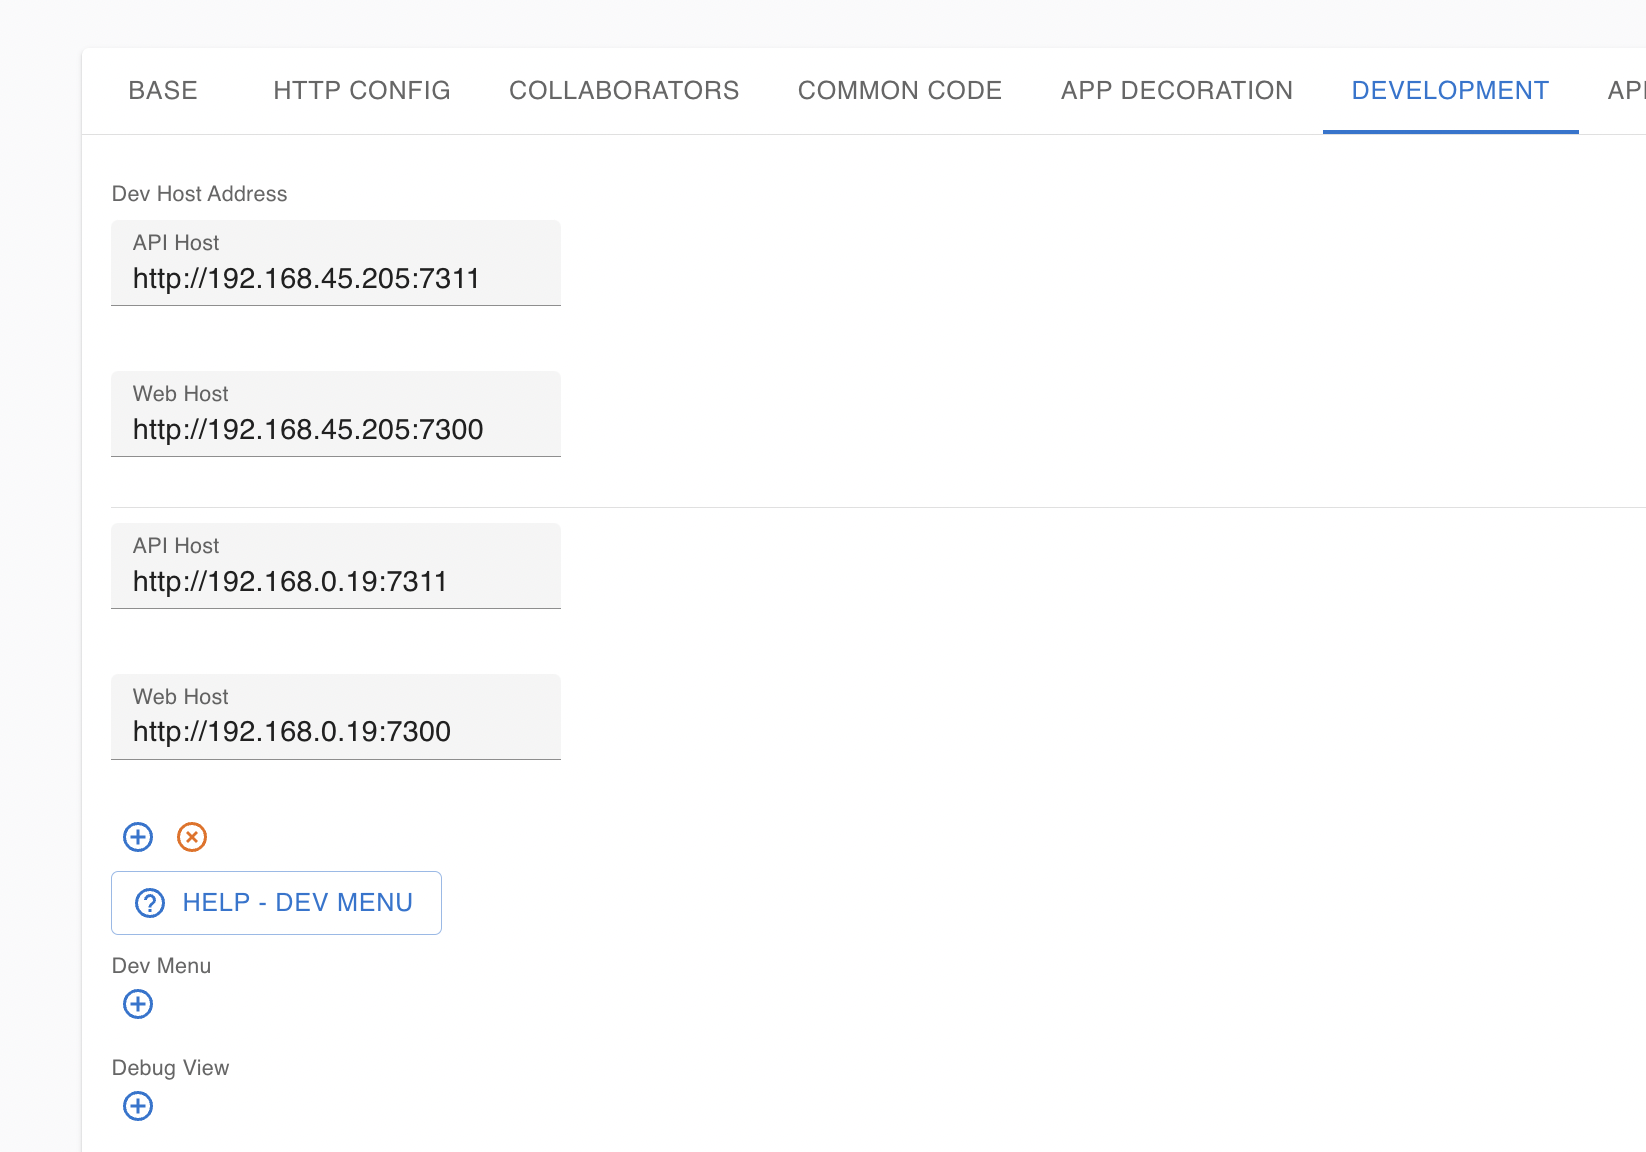 BASE HTTP CONFIG COLLABORATORS COMMON CODE APP DECORATION DEVELOPMENT
Dev Host Address
API Host
http://192.168.45.205:7311
Web Host
http://192.168.45.205:7300
API Host
http://192.168.0.19:7311
Web Host
http://192.168.0.19:7300
HELP - DEV MENU
Dev Menu
Debug View